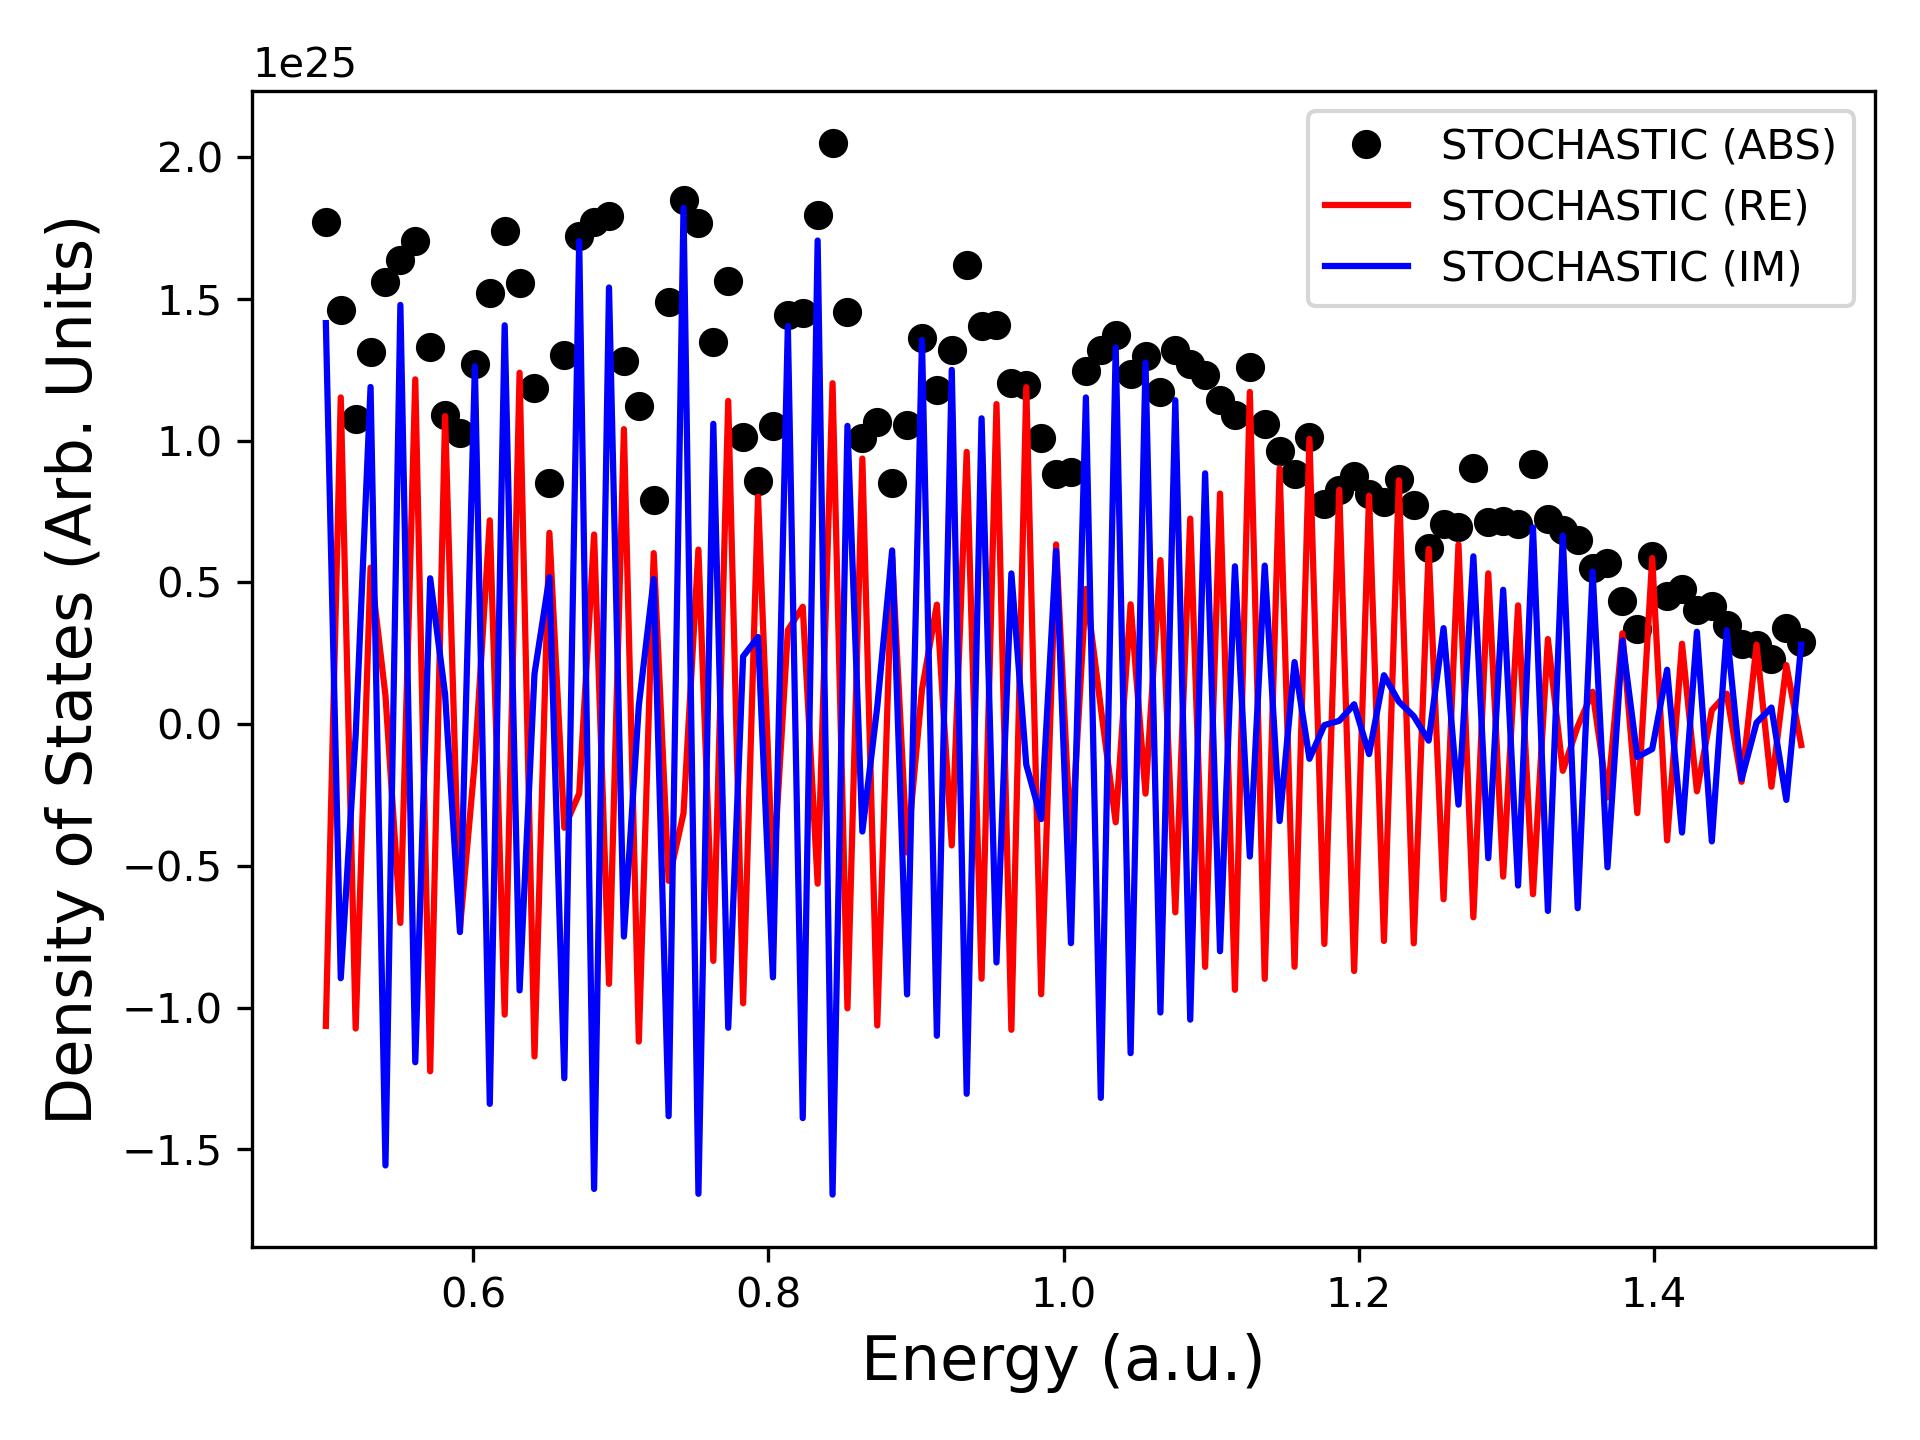 1e25
2.0
1.5
1.0
0.5
0.0
−0.5
−1.0
−1.5
Density of States (Arb. Units)
STOCHASTIC (ABS)
STOCHASTIC (RE)
STOCHASTIC (IM)
0.6 0.8 1.0 1.2 1.4
Energy (a.u.)